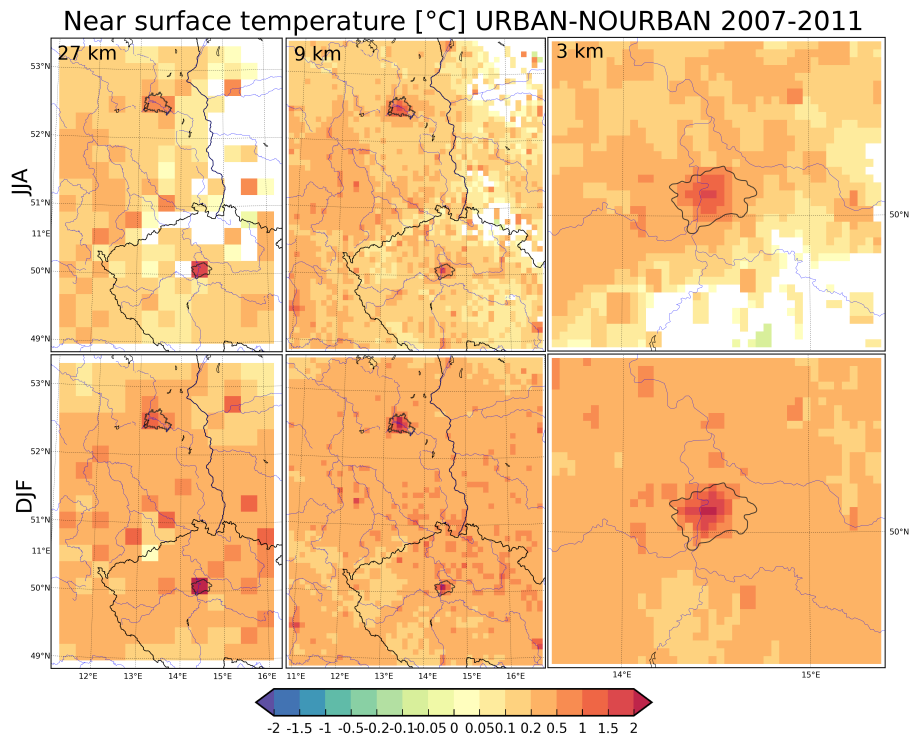 Near surface temperature [°C] URBAN-NOURBAN 2007-2011
27 km 9 km 3 km
JJA
53°N
52°N
51°N
11°E
50°N
49°N
50°N
DJF
53°N
52°N
51°N
11°E
50°N
49°N
50°N
12°E 13°E 14°E 15°E 16°E 11°E 12°E 13°E 14°E 15°E 16°E 14°E 15°E
-2 -1.5 -1 -0.5 -0.2 -0.1 -0.05 0 0.05 0.1 0.2 0.5 1 1.5 2